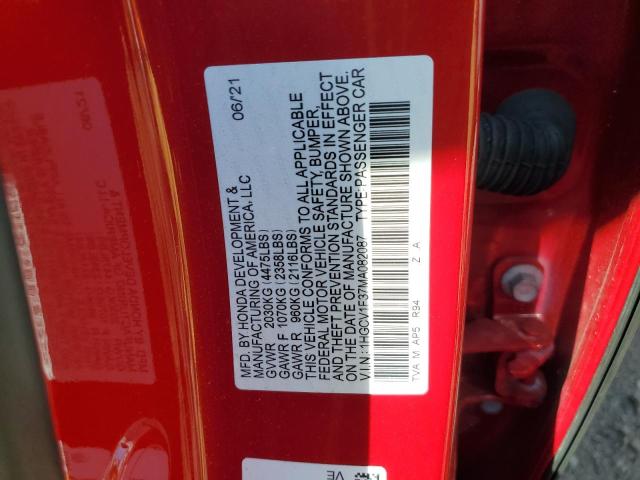 MFD. BY HONDA DEVELOPMENT & 06/21
MANUFACTURING OF AMERICA, LLC
GVWR 2030KG (4475LBS)
GAWR F 1070KG (2358LBS)
GAWR R 960KG (2116LBS)
THIS VEHICLE CONFORMS TO ALL APPLICABLE
FEDERAL MOTOR VEHICLE SAFETY, BUMPER,
AND THEFT PREVENTION STANDARDS IN EFFECT
ON THE DATE OF MANUFACTURE SHOWN ABOVE.
V.I.N. :1HGCV1F37MA082087 TYPE:PASSENGER CAR
TVA M AP5 R94 Z A
VE